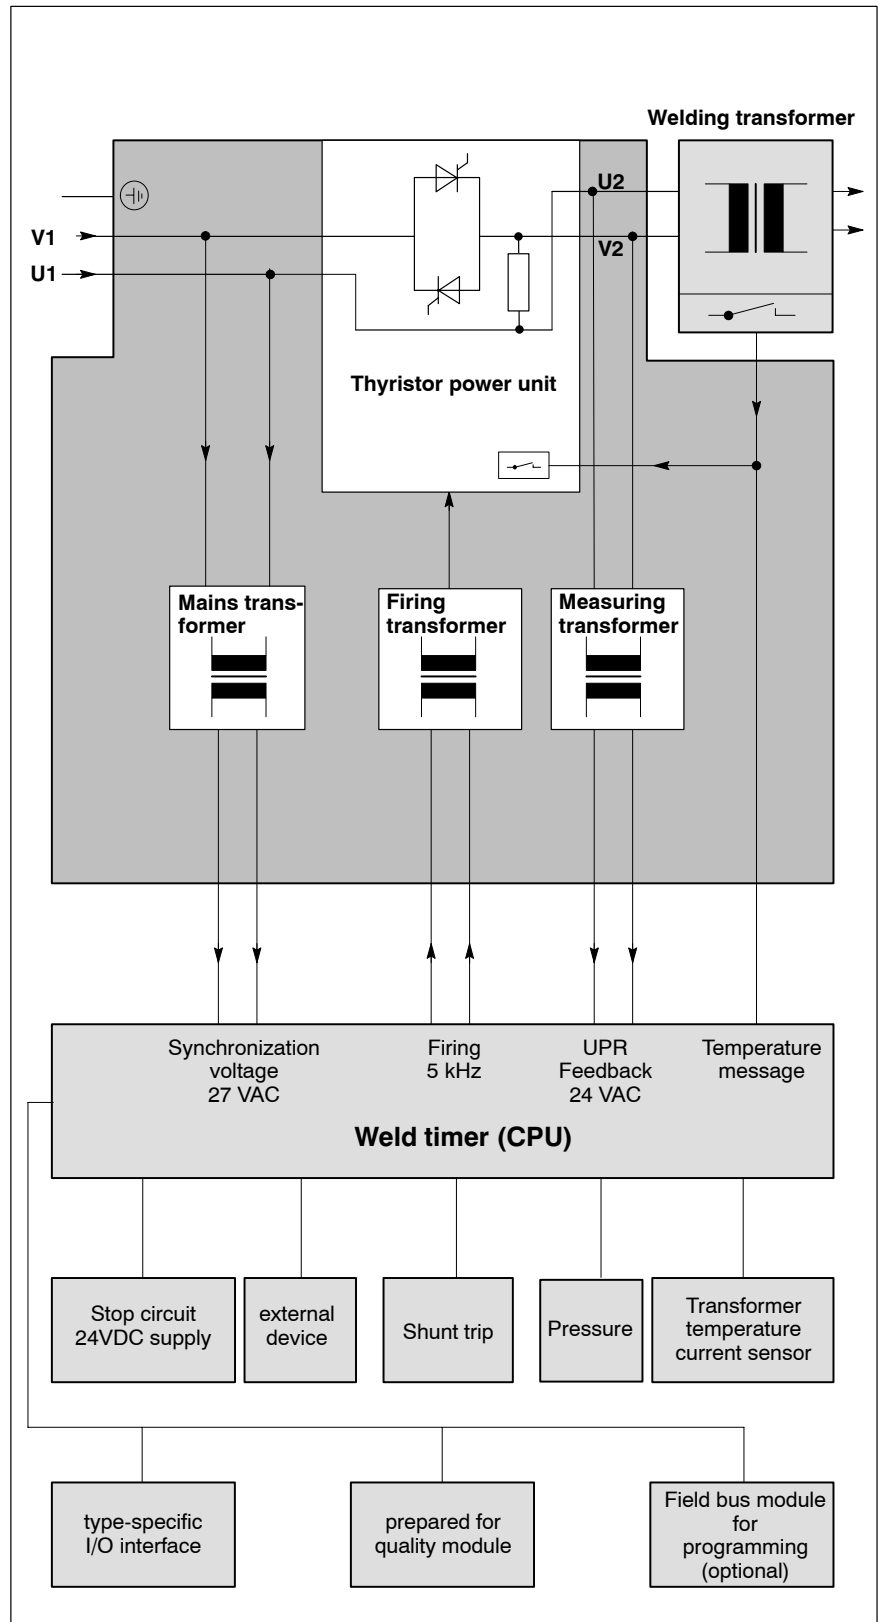 Welding transformer
U2
V1
V2
U1
Thyristor power unit
Mains trans-
former
Firing
transformer
Measuring
transformer
Synchronization
voltage
27 VAC
Firing
5 kHz
UPR
Feedback
24 VAC
Temperature
message
Weld timer (CPU)
Stop circuit
24VDC supply
external
device
Shunt trip
Pressure
Transformer
temperature
current sensor
type-specific
I/O interface
prepared for
quality module
Field bus module
for
programming
(optional)